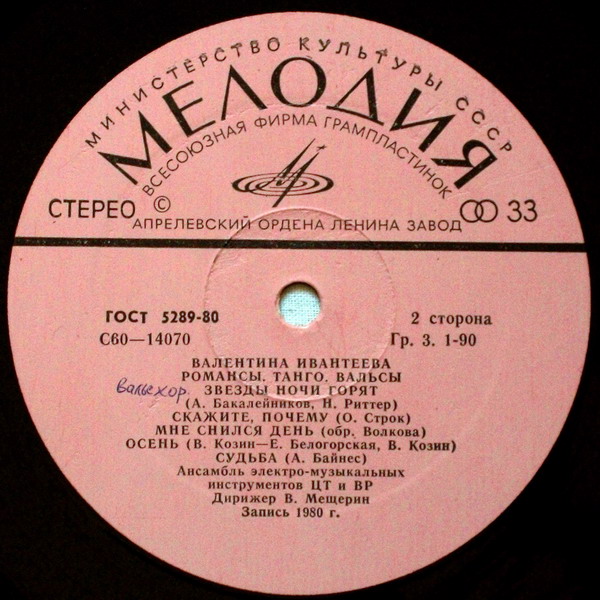 МИНИСТЕРСТВО КУЛЬТУРЫ СССР
МЕЛОДИЯ
ВСЕСОЮЗНАЯ ФИРМА ГРАМПЛАСТИНОК
СТЕРЕО © 33
АПРЕЛЕВСКИЙ ОРДЕНА ЛЕНИНА ЗАВОД
ГОСТ 5289-80 2 сторона
С60—14070 Гр. 3. 1-90
ВАЛЕНТИНА ИВАНТЕЕВА
РОМАНСЫ. ТАНГО. ВАЛЬСЫ
ЗВЕЗДЫ НОЧИ ГОРЯТ
(А. Бакалейников, Н. Риттер)
СКАЖИТЕ, ПОЧЕМУ (О. Строк)
МНЕ СНИЛСЯ ДЕНЬ (обр. Волкова)
ОСЕНЬ (В. Козин—Е. Белогорская, В. Козин)
СУДЬБА (А. Байнес)
Ансамбль электро-музыкальных
инструментов ЦТ и ВР
Дирижер В. Мещерин
Запись 1980 г.